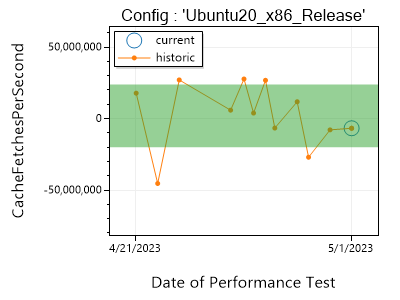 Config : 'Ubuntu20_x86_Release'
current
historic
50,000,000
0
-50,000,000
CacheFetchesPerSecond
4/21/2023
5/1/2023
Date of Performance Test